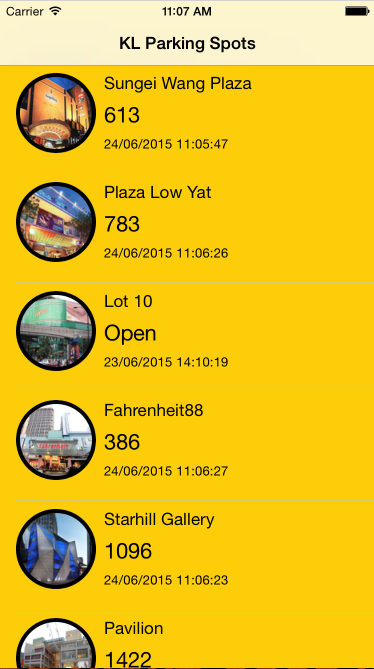 Carrier 11:07 AM
KL Parking Spots
Sungei Wang Plaza
613
24/06/2015 11:05:47
Plaza Low Yat
783
24/06/2015 11:06:26
Lot 10
Open
23/06/2015 14:10:19
Fahrenheit88
386
24/06/2015 11:06:27
Starhill Gallery
1096
24/06/2015 11:06:23
Pavilion
1422